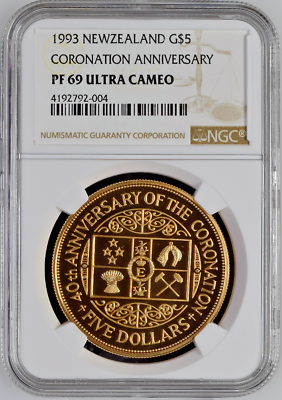 1993 NEWZEALAND G$5
CORONATION ANNIVERSARY
PF 69 ULTRA CAMEO
4192792-004
NUMISMATIC GUARANTY CORPORATION
NGC
40th ANNIVERSARY OF THE CORONATION
E
FIVE DOLLARS